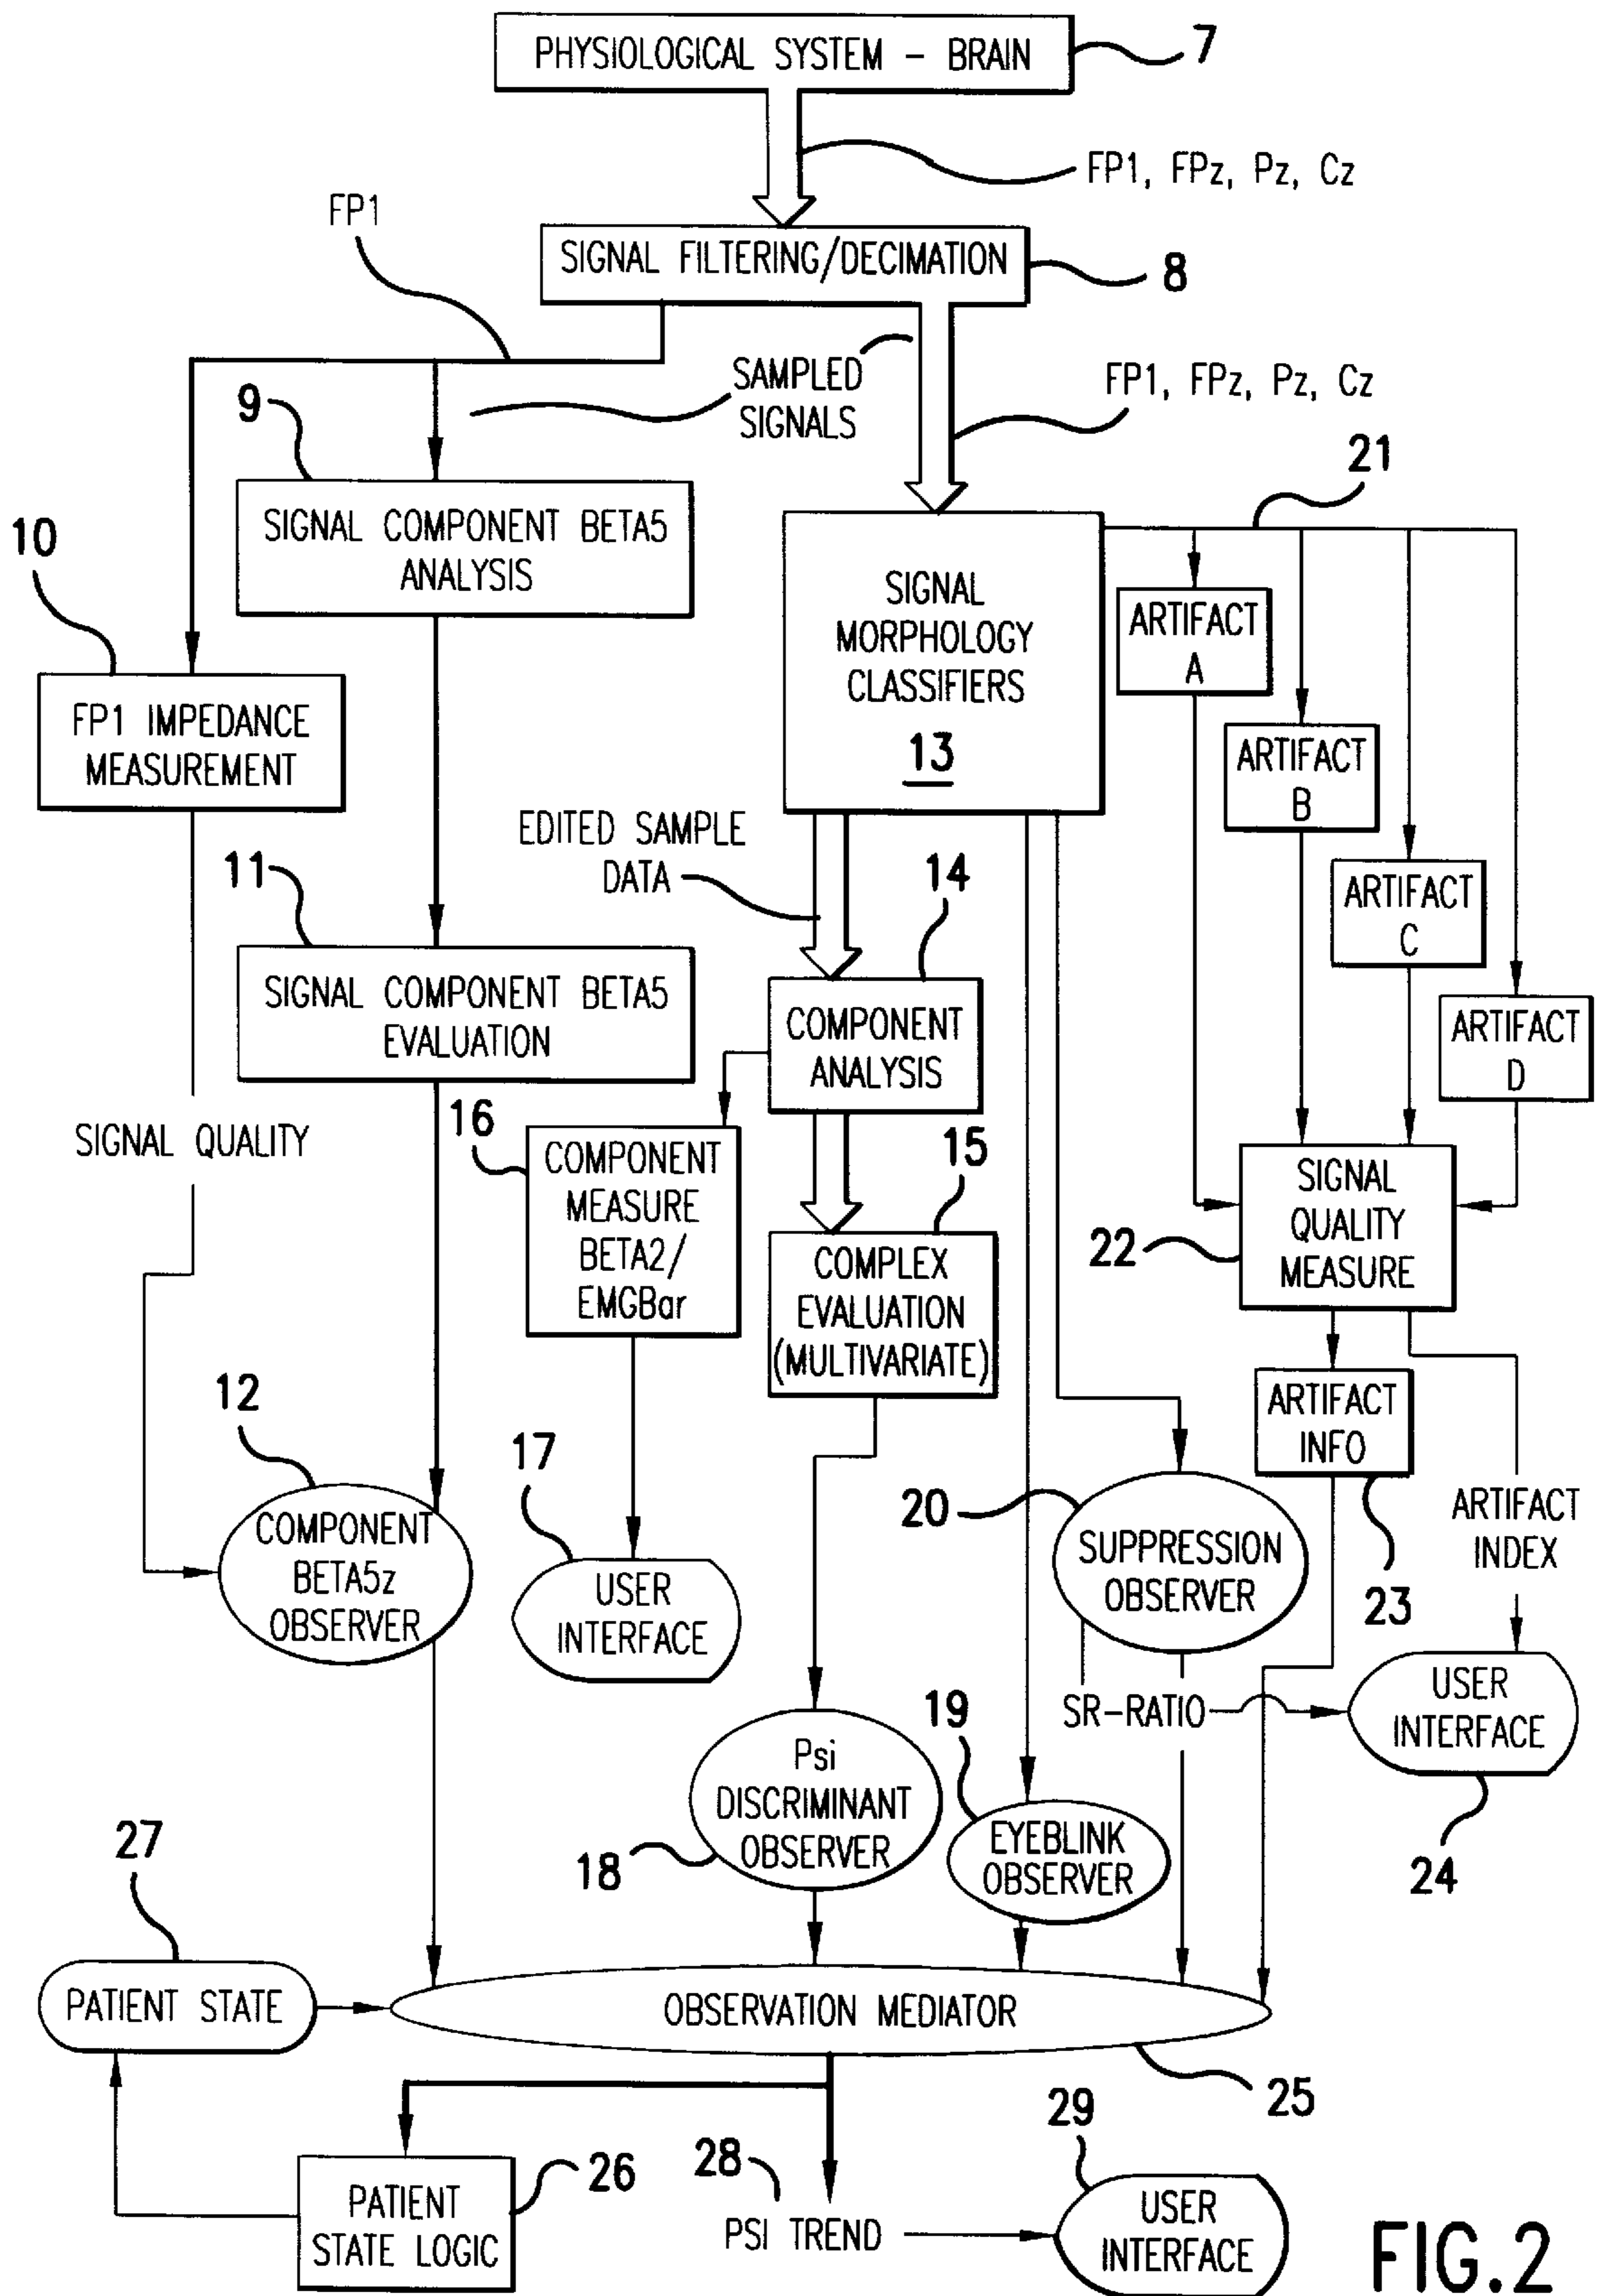 PHYSIOLOGICAL SYSTEM - BRAIN
7
FP1, FPz, Pz, Cz
FP1
SIGNAL FILTERING/DECIMATION
8
SAMPLED
SIGNALS
FP1, FPz, Pz, Cz
9
21
SIGNAL COMPONENT BETA5
ANALYSIS
10
SIGNAL
MORPHOLOGY
CLASSIFIERS
13
ARTIFACT
A
FP1 IMPEDANCE
MEASUREMENT
ARTIFACT
B
EDITED SAMPLE
DATA
11
14
ARTIFACT
C
SIGNAL COMPONENT BETA5
EVALUATION
COMPONENT
ANALYSIS
ARTIFACT
D
SIGNAL QUALITY
16
COMPONENT
MEASURE
BETA2/
EMGBar
15
SIGNAL
QUALITY
MEASURE
22
COMPLEX
EVALUATION
(MULTIVARIATE)
12
17
ARTIFACT
INFO
20
ARTIFACT
INDEX
COMPONENT
BETA5z
OBSERVER
USER
INTERFACE
SUPPRESSION
OBSERVER
23
SR-RATIO
USER
INTERFACE
19
Psi
DISCRIMINANT
OBSERVER
18
EYEBLINK
OBSERVER
24
27
PATIENT STATE
OBSERVATION MEDIATOR
25
29
26
28
PATIENT
STATE LOGIC
PSI TREND
USER
INTERFACE
FIG.2